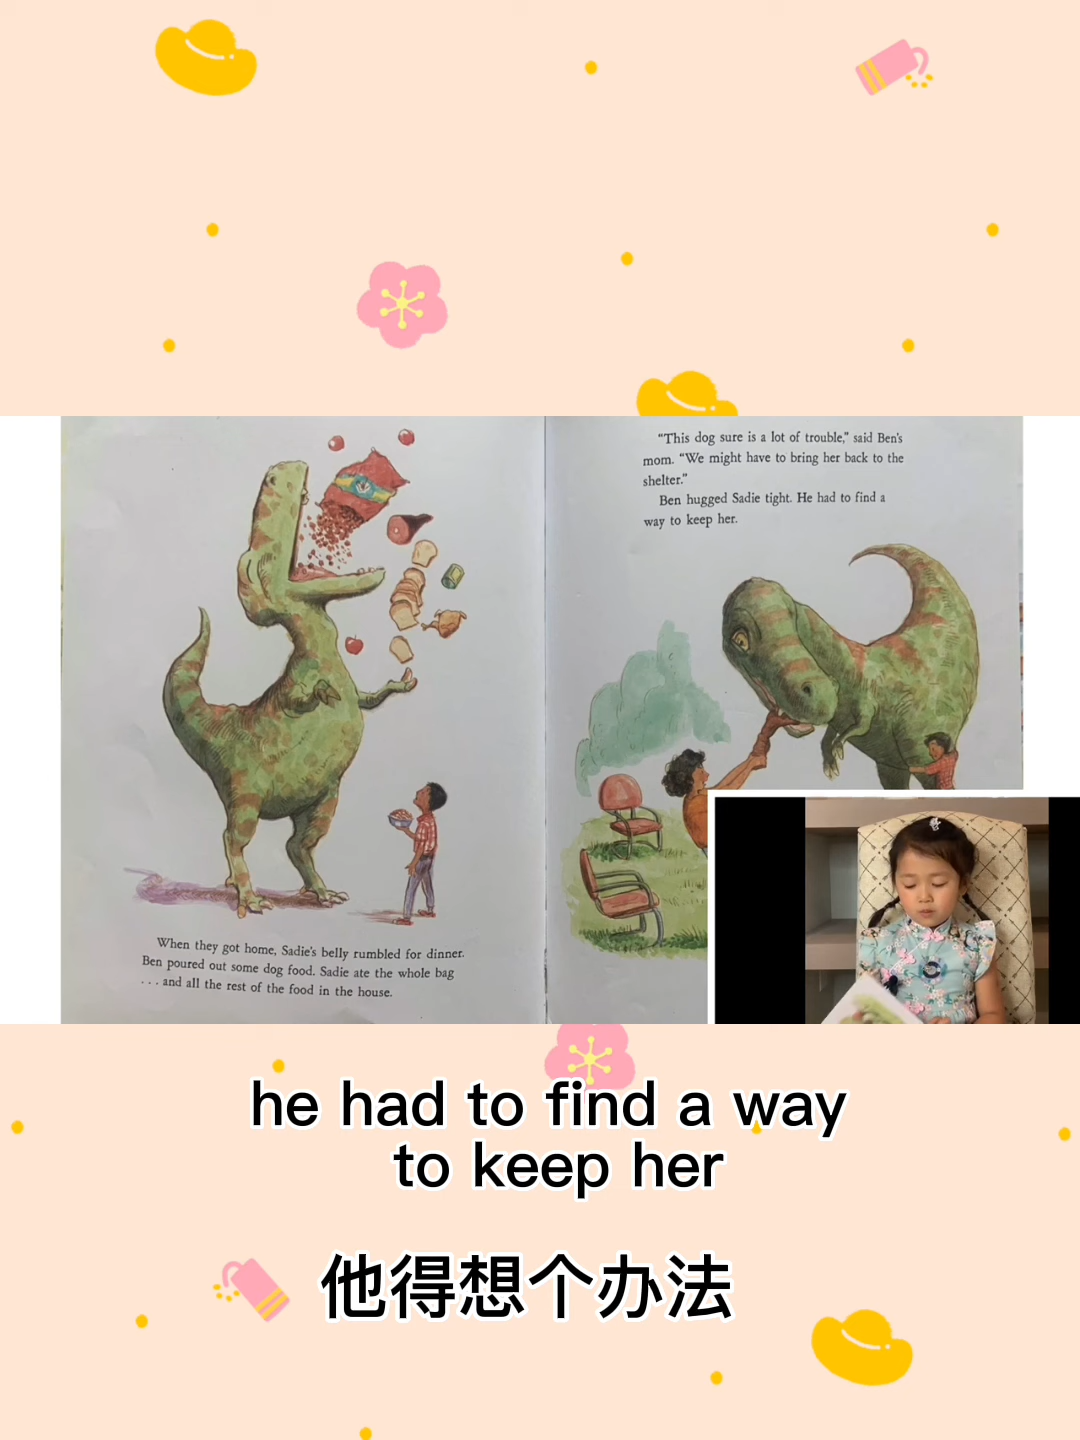 When they got home, Sadie's belly rumbled for dinner.
Ben poured out some dog food. Sadie ate the whole bag
. . . and all the rest of the food in the house.
"This dog sure is a lot of trouble," said Ben's
mom. "We might have to bring her back to the
shelter."
Ben hugged Sadie tight. He had to find a
way to keep her.
he had to find a way
to keep her
他得想个办法